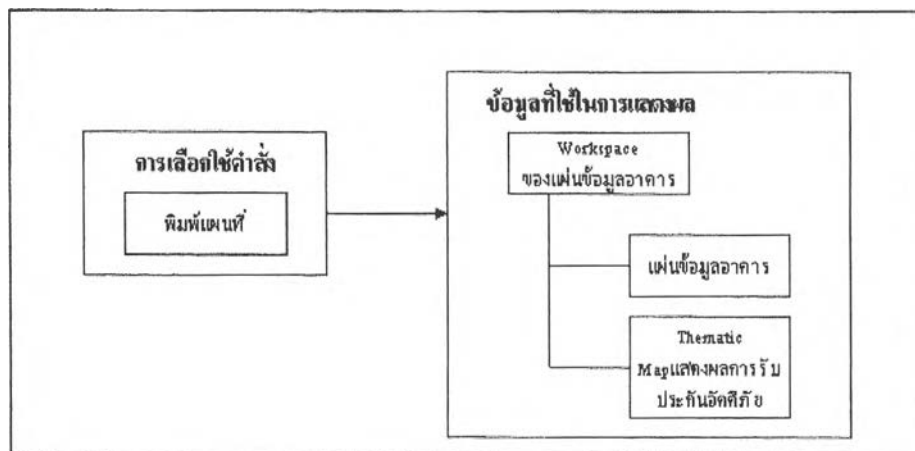 การเลือกใช้คำสั่ง
พิมพ์แผนที่
ข้อมูลที่ใช้ในการแสดงผล
Workspace
ของแผ่นข้อมูลอาคาร
แผ่นข้อมูลอาคาร
Thematic
Mapแสดงผลการรับ
ประกันอัคคีภัย